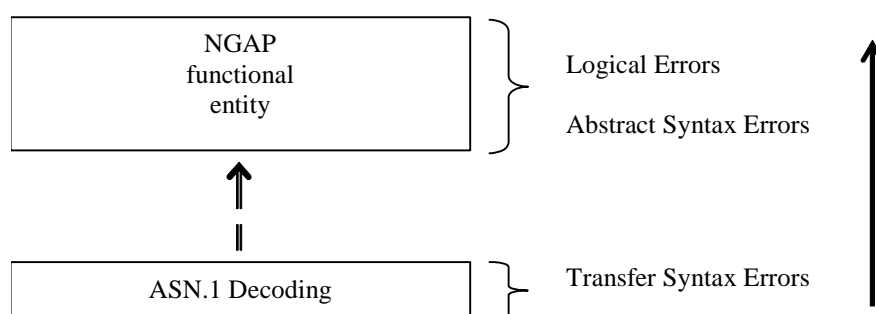 NGAP
functional
entity
Logical Errors
Abstract Syntax Errors
ASN.1 Decoding
Transfer Syntax Errors